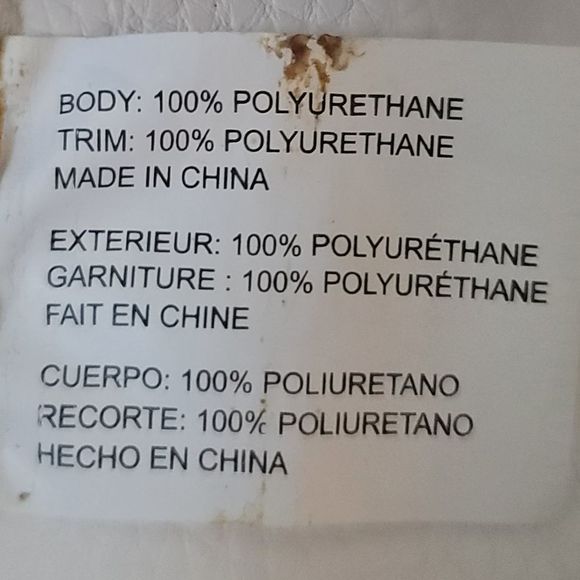 BODY: 100% POLYURETHANE
TRIM: 100% POLYURETHANE
MADE IN CHINA
EXTERIEUR: 100% POLYURÉTHANE
GARNITURE : 100% POLYURÉTHANE
FAIT EN CHINE
CUERPO: 100% POLIURETANO
RECORTE: 100% POLIURETANO
HECHO EN CHINA